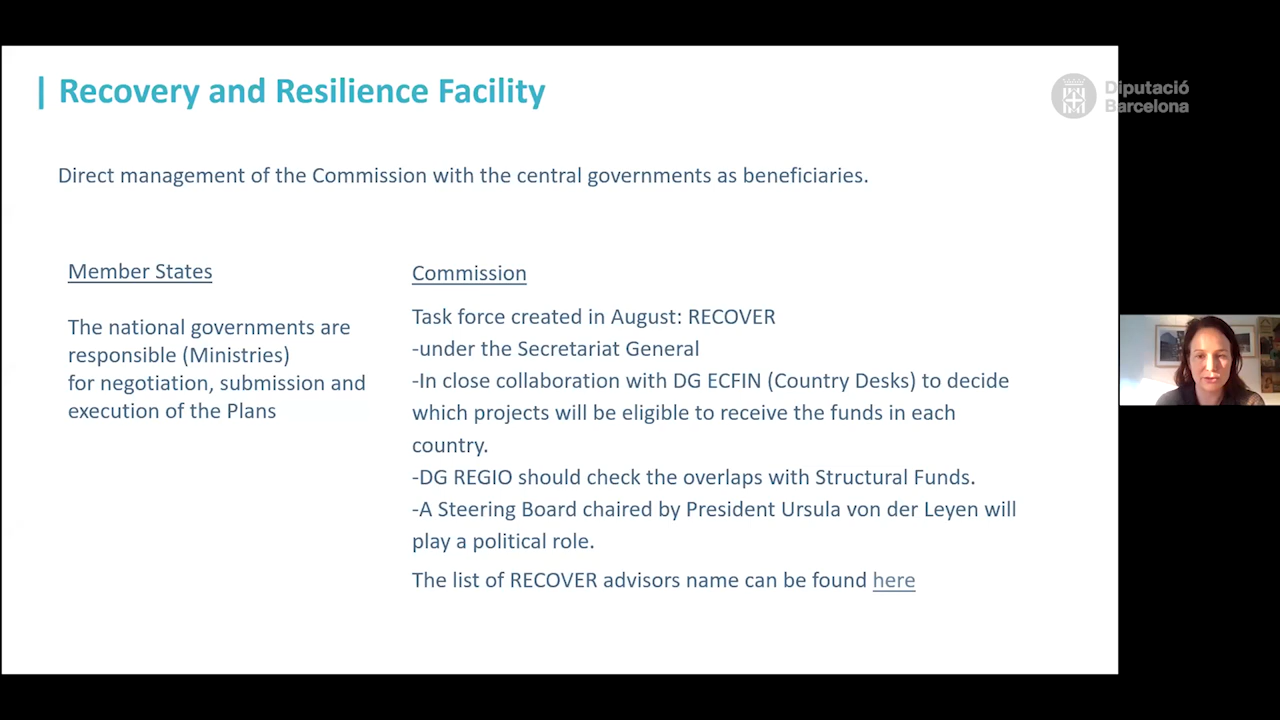 | Recovery and Resilience Facility
Diputació
Barcelona
Direct management of the Commission with the central governments as beneficiaries.
Member States
The national governments are
responsible (Ministries)
for negotiation, submission and
execution of the Plans
Commission
Task force created in August: RECOVER
-under the Secretariat General
-In close collaboration with DG ECFIN (Country Desks) to decide
which projects will be eligible to receive the funds in each
country.
-DG REGIO should check the overlaps with Structural Funds.
-A Steering Board chaired by President Ursula von der Leyen will
play a political role.
The list of RECOVER advisors name can be found here